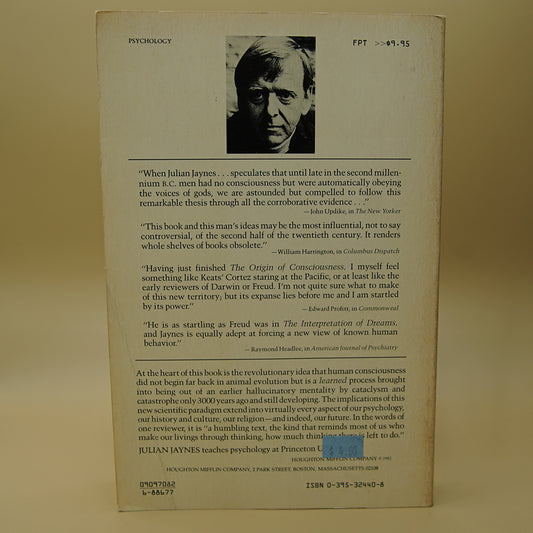 PSYCHOLOGY
FPT >>$9.95
“When Julian Jaynes . . . speculates that until late in the second millen-
nium B.C. men had no consciousness but were automatically obeying
the voices of gods, we are astounded but compelled to follow this
remarkable thesis through all the corroborative evidence . . .”
—John Updike, in The New Yorker
“This book and this man's ideas may be the most influential, not to say
controversial, of the second half of the twentieth century. It renders
whole shelves of books obsolete.”
—William Harrington, in Columbus Dispatch
“Having just finished The Origin of Consciousness, I myself feel
something like Keats' Cortez staring at the Pacific, or at least like the
early reviewers of Darwin or Freud. I'm not quite sure what to make
of this new territory; but its expanse lies before me and I am startled
by its power.”
—Edward Profitt, in Commonweal
“He is as startling as Freud was in The Interpretation of Dreams,
and Jaynes is equally adept at forcing a new view of known human
behavior.”
—Raymond Headlee, in American Journal of Psychiatry
At the heart of this book is the revolutionary idea that human consciousness
did not begin far back in animal evolution but is a learned process brought
into being out of an earlier hallucinatory mentality by cataclysm and
catastrophe only 3000 years ago and still developing. The implications of this
new scientific paradigm extend into virtually every aspect of our psychology,
our history and culture, our religion—and indeed, our future. In the words of
one reviewer, it is “a humbling text, the kind that reminds most of us who
make our livings through thinking, how much thinking there is left to do.”
JULIAN JAYNES teaches psychology at Princeton U
HOUGHTON MIFFLIN COMPANY © 1982
HOUGHTON MIFFLIN COMPANY, 2 PARK STREET, BOSTON, MASSACHUSETTS 02108
09097082
6-88677
ISBN 0-395-32440-8